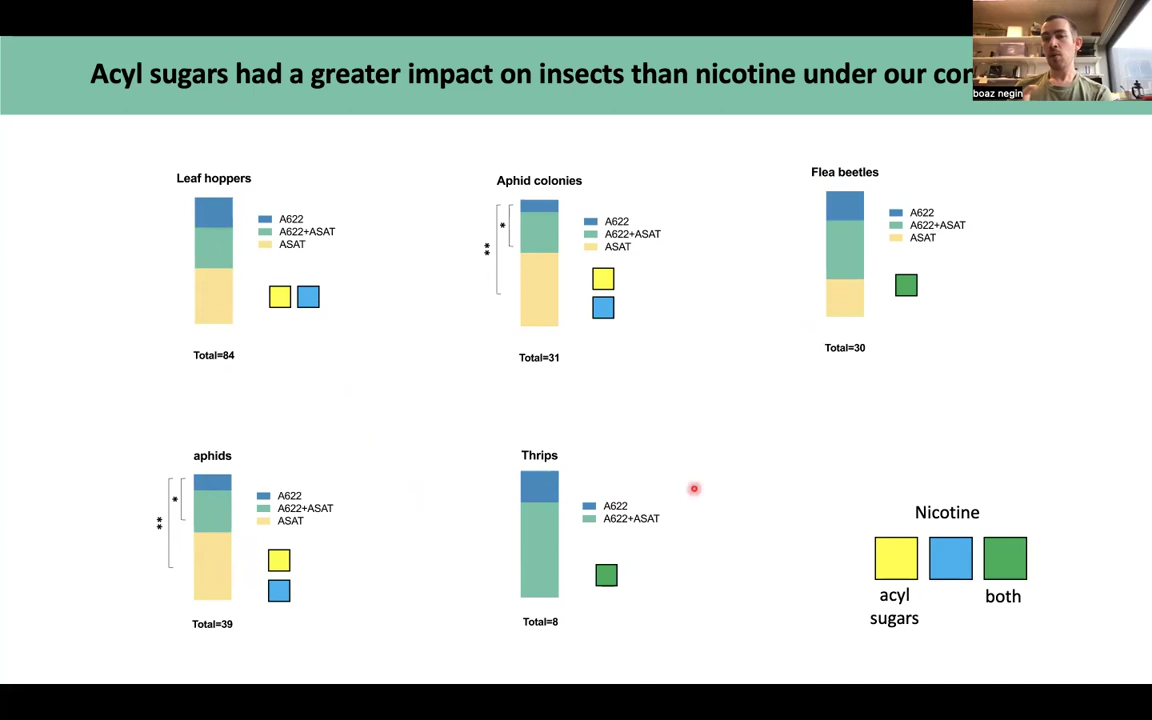 Acyl sugars had a greater impact on insects than nicotine under our con
boaz negin
Leaf hoppers
A622
A622+ASAT
ASAT
Total=84
Aphid colonies
**
*
A622
A622+ASAT
ASAT
Total=31
Flea beetles
A622
A622+ASAT
ASAT
Total=30
aphids
**
*
A622
A622+ASAT
ASAT
Total=39
Thrips
A622
A622+ASAT
Total=8
Nicotine
acyl
sugars
both